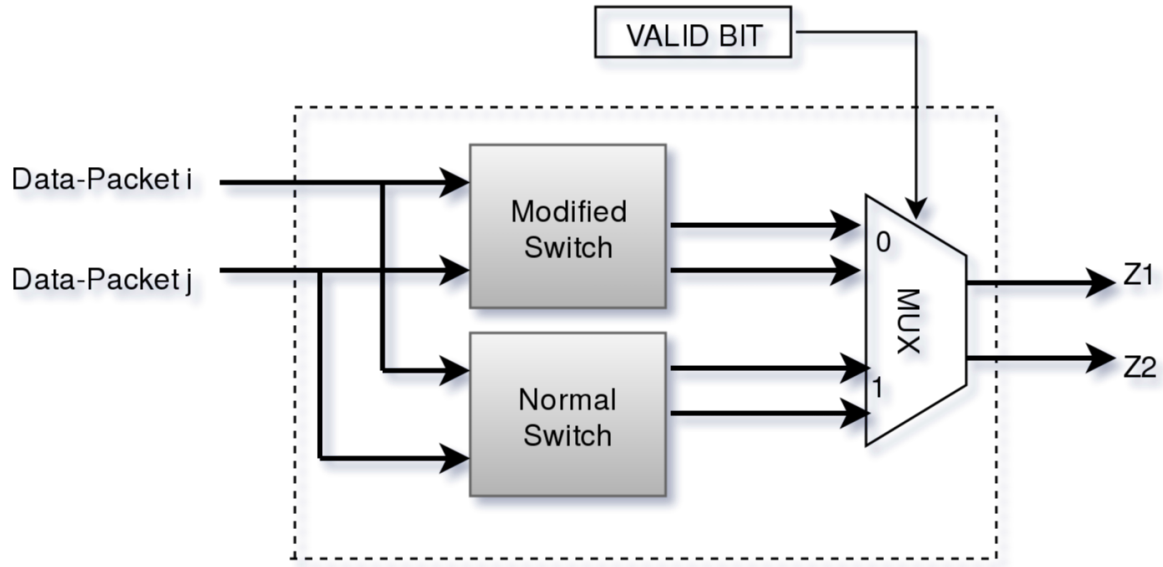 VALID BIT
Data-Packet i
Modified
Switch
0
Data-Packet j
Z1
MUX
Z2
1
Normal
Switch